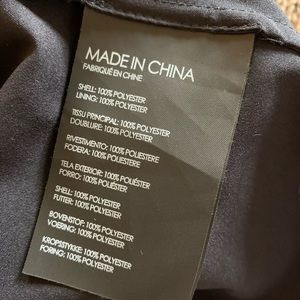 MADE IN CHINA
FABRIQUÉ EN CHINE
SHELL: 100% POLYESTER
LINING: 100% POLYESTER
TISSU PRINCIPAL: 100% POLYESTER
DOUBLURE: 100% POLYESTER
RIVESTIMENTO: 100% POLIESTERE
FODERA: 100% POLIESTERE
TELA EXTERIOR: 100% POLIÉSTER
FORRO: 100% POLIÉSTER
SHELL: 100% POLYESTER
FUTTER: 100% POLYESTER
BOVENSTOF: 100% POLYESTER
VOERING: 100% POLYESTER
KROPSSTYKKE: 100% POLYESTER
FORING: 100% POLYESTER